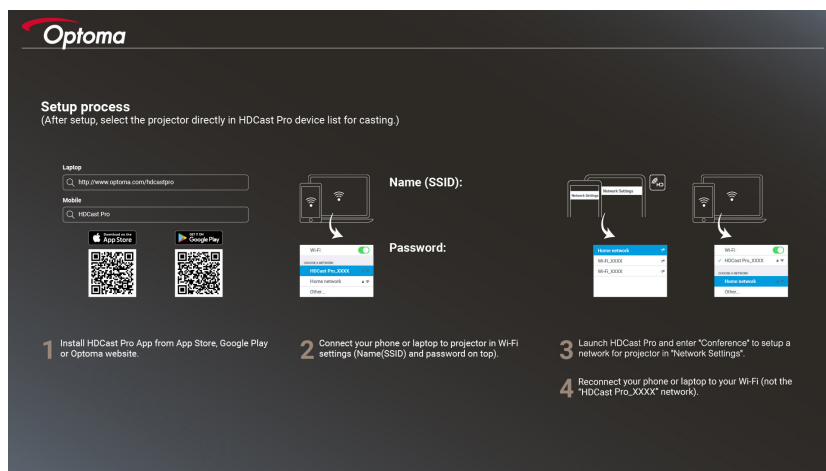 Optoma
Setup process
(After setup, select the projector directly in HDCast Pro device list for casting.)
Laptop
http://www.optoma.com/hdcastpro
Mobile
HDCast Pro
Download on the
App Store
GET IT ON
Google Play
1
Install HDCast Pro App from App Store, Google Play
or Optoma website.
Name (SSID):
Password:
Wi-Fi
CHOOSE A NETWORK
HDCast Pro_XXXX
Home network
Other...
2
Connect your phone or laptop to projector in Wi-Fi
settings (Name(SSID) and password on top).
Network Settings
Network Settings
Home network
Wi-Fi_XXXX
Wi-Fi_XXXX
Wi-Fi
HDCast Pro_XXXX
CHOOSE A NETWORK
Home network
Other...
3
Launch HDCast Pro and enter "Conference" to setup a
network for projector in "Network Settings".
4
Reconnect your phone or laptop to your Wi-Fi (not the
"HDCast Pro_XXXX" network).